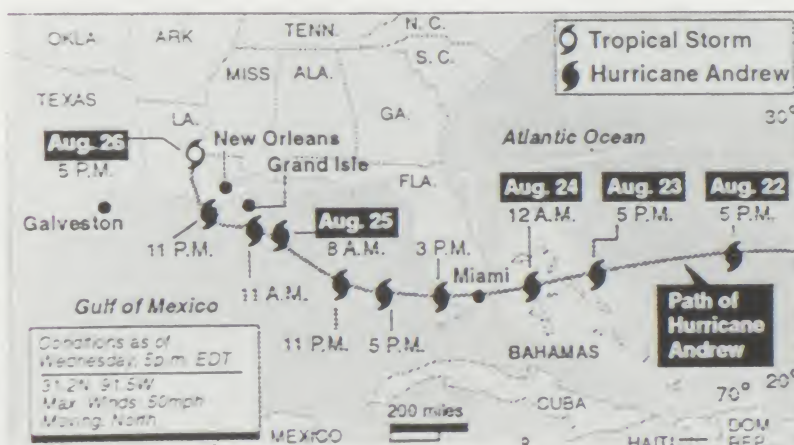 OKLA
ARK
TENN.
N. C.
S. C.
TEXAS
MISS
ALA.
GA.
LA.
FLA.
Tropical Storm
Hurricane Andrew
30°
Atlantic Ocean
Aug. 26
5 P.M.
New Orleans
Grand Isle
Galveston
11 P.M.
11 A.M.
Aug. 25
8 A.M.
11 P.M.
5 P.M.
3 P.M.
Miami
Aug. 24
12 A.M.
Aug. 23
5 P.M.
Aug. 22
5 P.M.
Path of
Hurricane
Andrew
Gulf of Mexico
Conditions as of
Wednesday, 5p.m. EDT
31.2N 91.5W
Max. Winds 50mph
Moving: North
BAHAMAS
CUBA
70°
20°
MEXICO
200 miles
HAITI
DOM
REP.